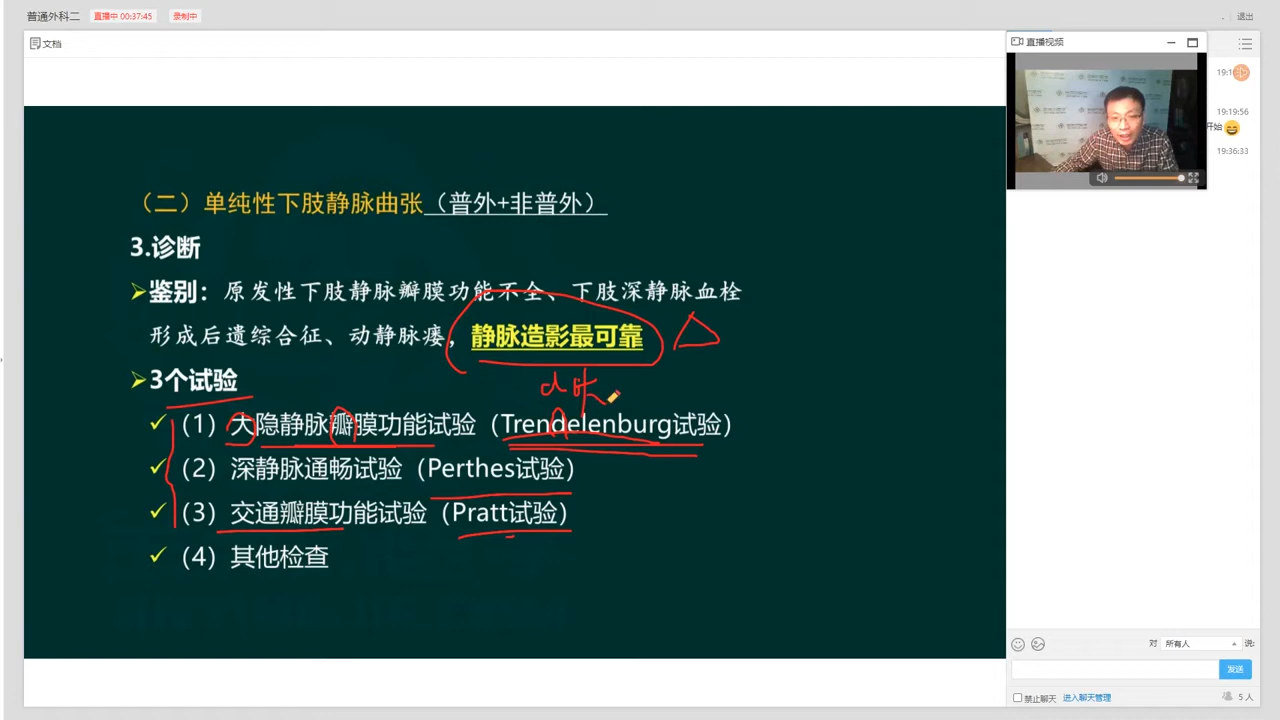 普通外科二 直播中 00:37:45 录制中 退出
文档
直播视频
19:1
19:19:56
开始
19:36:33
（二）单纯性下肢静脉曲张（普外+非普外）
3.诊断
鉴别：原发性下肢静脉瓣膜功能不全、下肢深静脉血栓
形成后遗综合征、动静脉瘘，静脉造影最可靠
3个试验
（1）大隐静脉瓣膜功能试验（Trendelenburg试验）
（2）深静脉通畅试验（Perthes试验）
（3）交通瓣膜功能试验（Pratt试验）
（4）其他检查
对 所有人 说:
发送
禁止聊天 进入聊天管理 5 人